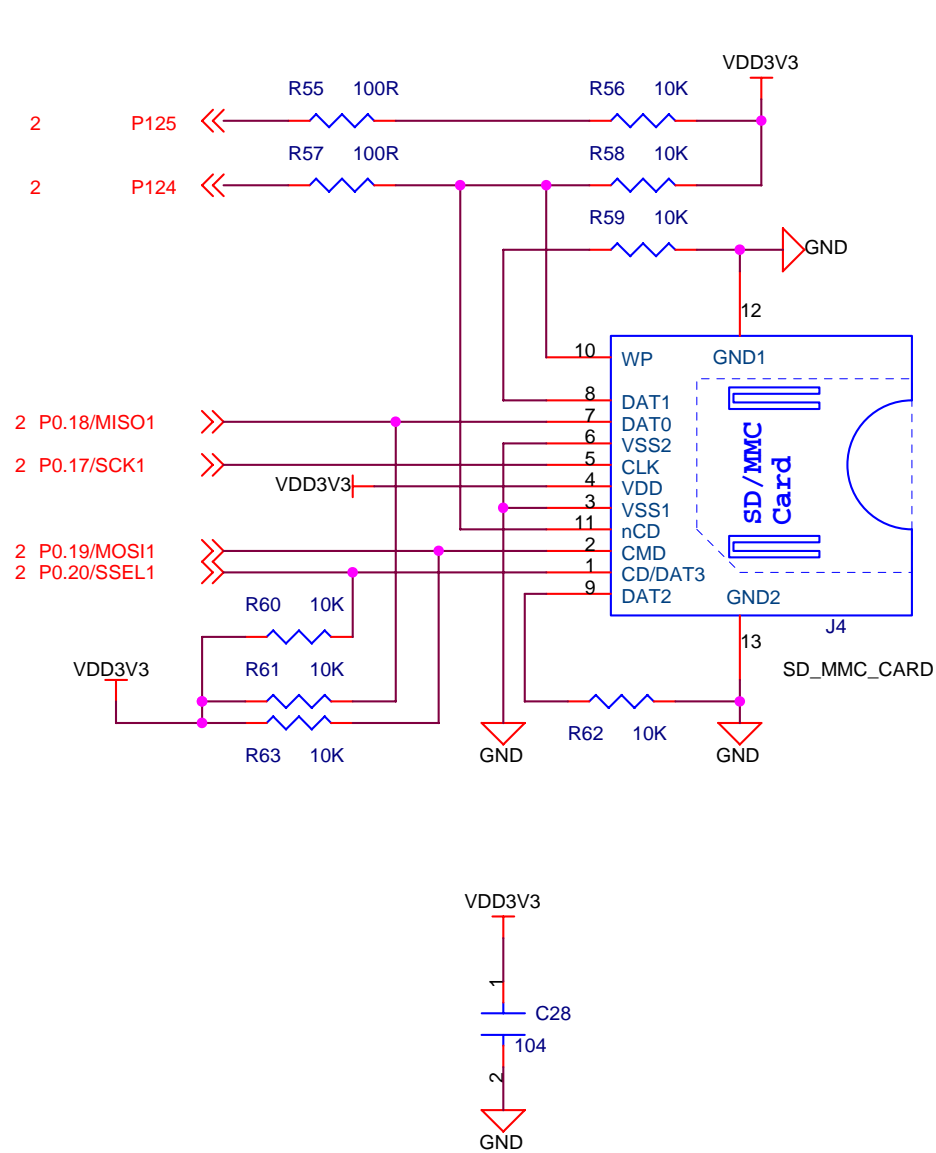 VDD3V3
R55 100R R56 10K
2 P125
R57 100R R58 10K
2 P124
R59 10K
GND
12
10 WP GND1
8 DAT1
2 P0.18/MISO1 7 DAT0
6 VSS2
2 P0.17/SCK1 5 CLK
VDD3V3 4 VDD
3 VSS1
11 nCD
2 P0.19/MOSI1 2 CMD
2 P0.20/SSEL1 1 CD/DAT3
9 DAT2 GND2
SD/MMC
Card
R60 10K
J4
13
VDD3V3 R61 10K SD_MMC_CARD
R62 10K
R63 10K GND GND
VDD3V3
1
C28
104
2
GND